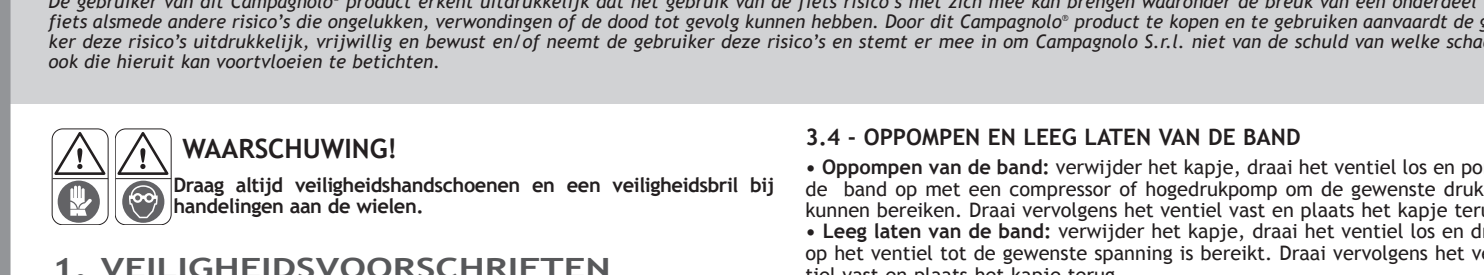 De gebruiker van dit Campagnolo® product erkent uitdrukkelijk dat het gebruik van de fiets risico's met zich mee kan brengen waaronder de breuk van een onderdeel
fiets alsmede andere risico's die ongelukken, verwondingen of de dood tot gevolg kunnen hebben. Door dit Campagnolo® product te kopen en te gebruiken aanvaardt de g
ker deze risico's uitdrukkelijk, vrijwillig en bewust en/of neemt de gebruiker deze risico's en stemt er mee in om Campagnolo S.r.l. niet van de schuld van welke scha
ook die hieruit kan voortvloeien te betichten.
WAARSCHUWING!
Draag altijd veiligheidshandschoenen en een veiligheidsbril bij
handelingen aan de wielen.
1. VEILIGHEIDSVOORSCHRIFTEN
3.4 - OPPOMPEN EN LEEG LATEN VAN DE BAND
• Oppompen van de band: verwijder het kapje, draai het ventiel los en po
de band op met een compressor of hogedrukpomp om de gewenste druk
kunnen bereiken. Draai vervolgens het ventiel vast en plaats het kapje teru
• Leeg laten van de band: verwijder het kapje, draai het ventiel los en dr
op het ventiel tot de gewenste spanning is bereikt. Draai vervolgens het ve
tiel vast en plaats het kapje terug.